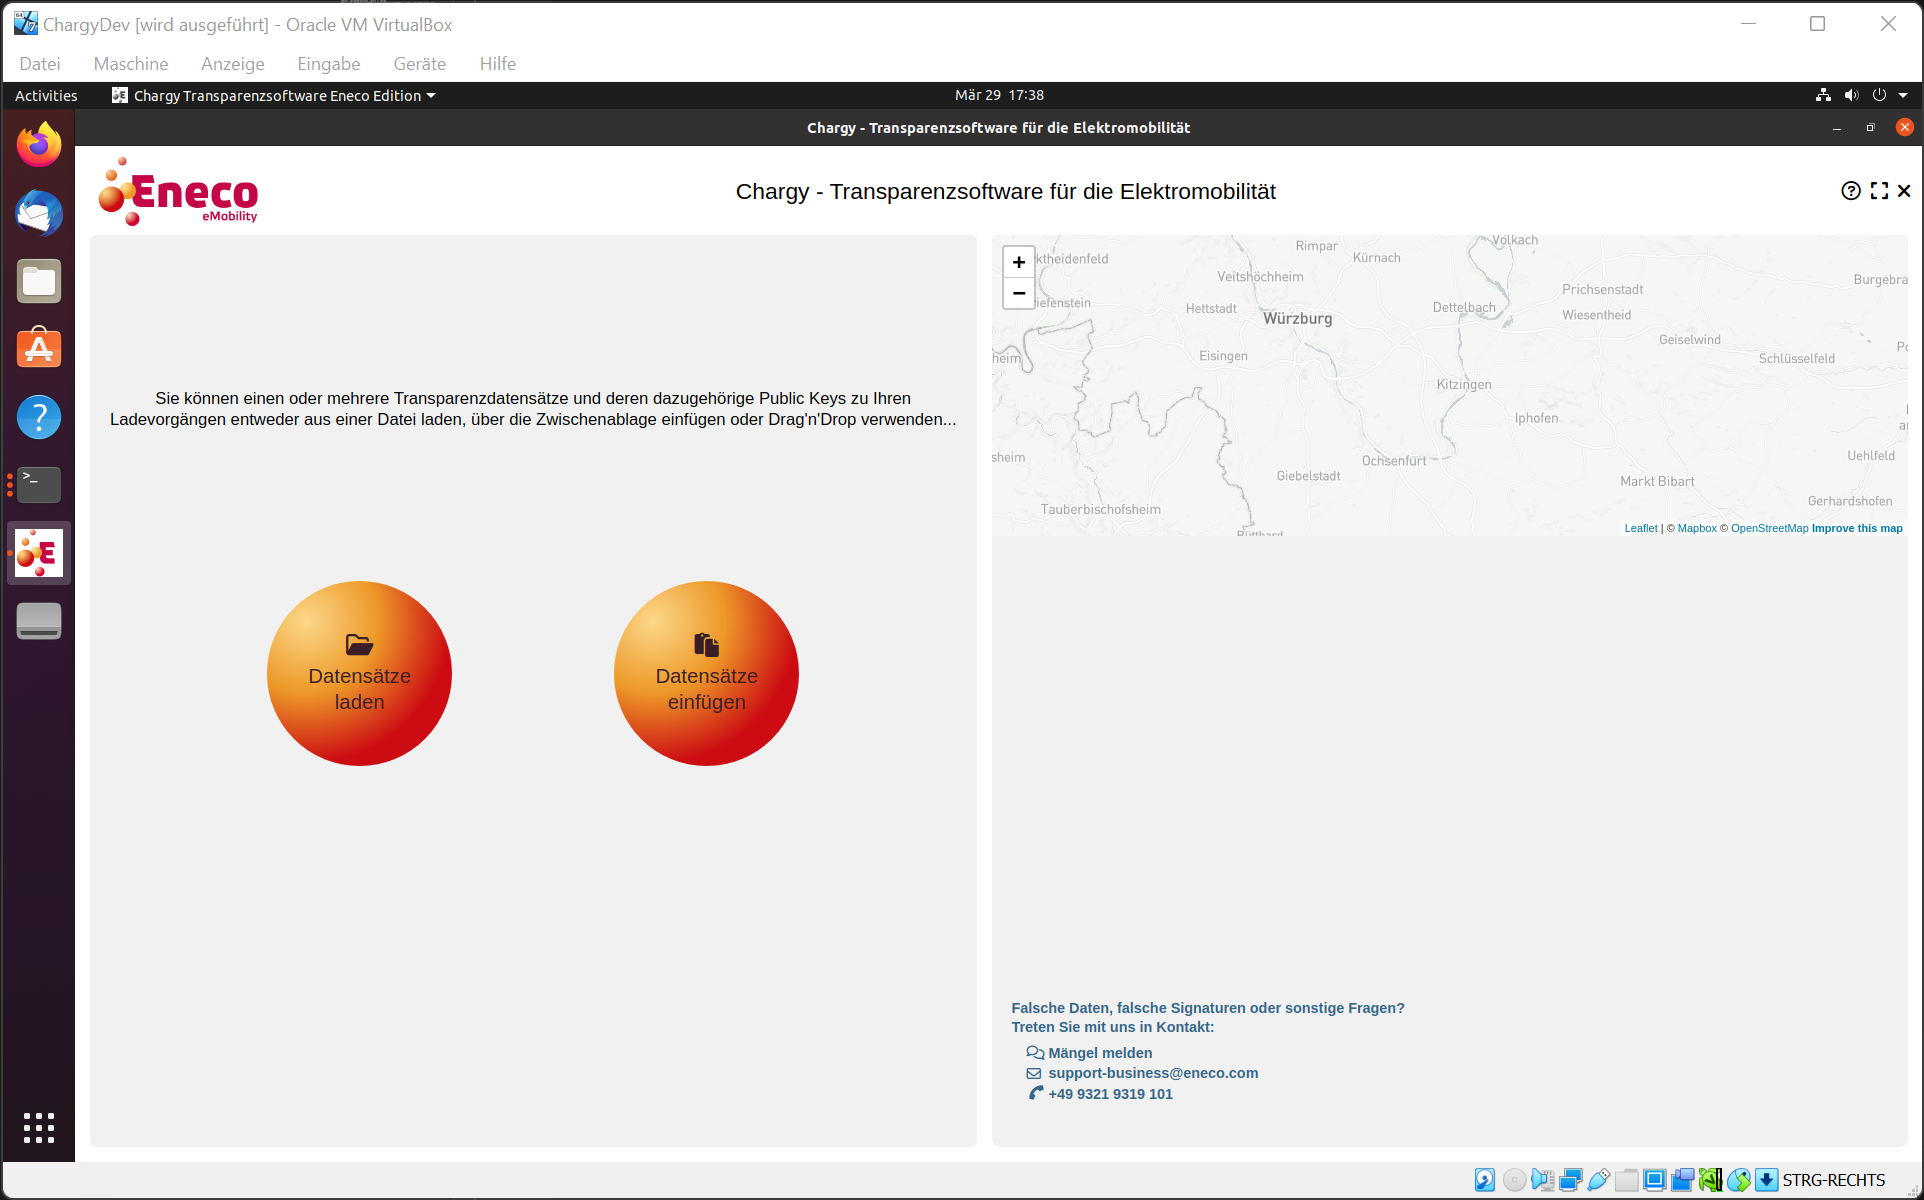 ChargyDev [wird ausgeführt] - Oracle VM VirtualBox
Datei Maschine Anzeige Eingabe Geräte Hilfe
Activities Chargy Transparenzsoftware Eneco Edition Mär 29 17:38
Chargy - Transparenzsoftware für die Elektromobilität
Eneco
eMobility
Chargy - Transparenzsoftware für die Elektromobilität
Sie können einen oder mehrere Transparenzdatensätze und deren dazugehörige Public Keys zu Ihren
Ladevorgängen entweder aus einer Datei laden, über die Zwischenablage einfügen oder Drag'n'Drop verwenden...
Datensätze
laden
Datensätze
einfügen
+
−
Rimpar
Volkach
ktheidenfeld
Kürnach
Veitshöchheim
Burgebra
Prichsenstadt
iefenstein
Hettstadt
Dettelbach
Wiesentheid
Würzburg
Geiselwind
heim
Eisingen
Schlüsselfeld
Kitzingen
Iphofen
sheim
Ochsenfurt
Uehlfeld
Giebelstadt
Markt Bibart
Gerhardshofen
Tauberbischofsheim
Bütthard
Leaflet | © Mapbox © OpenStreetMap Improve this map
Falsche Daten, falsche Signaturen oder sonstige Fragen?
Treten Sie mit uns in Kontakt:
Mängel melden
support-business@eneco.com
+49 9321 9319 101
STRG-RECHTS